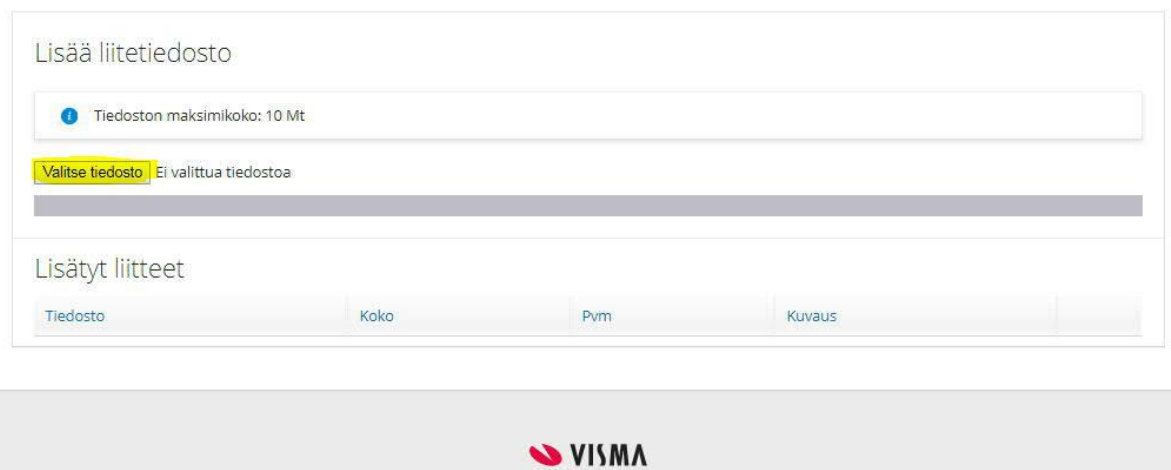 Lisää liitetiedosto
Tiedoston maksimikoko: 10 Mt
Valitse tiedosto Ei valittua tiedostoa
Lisätyt liitteet
Tiedosto Koko Pvm Kuvaus
VISMA